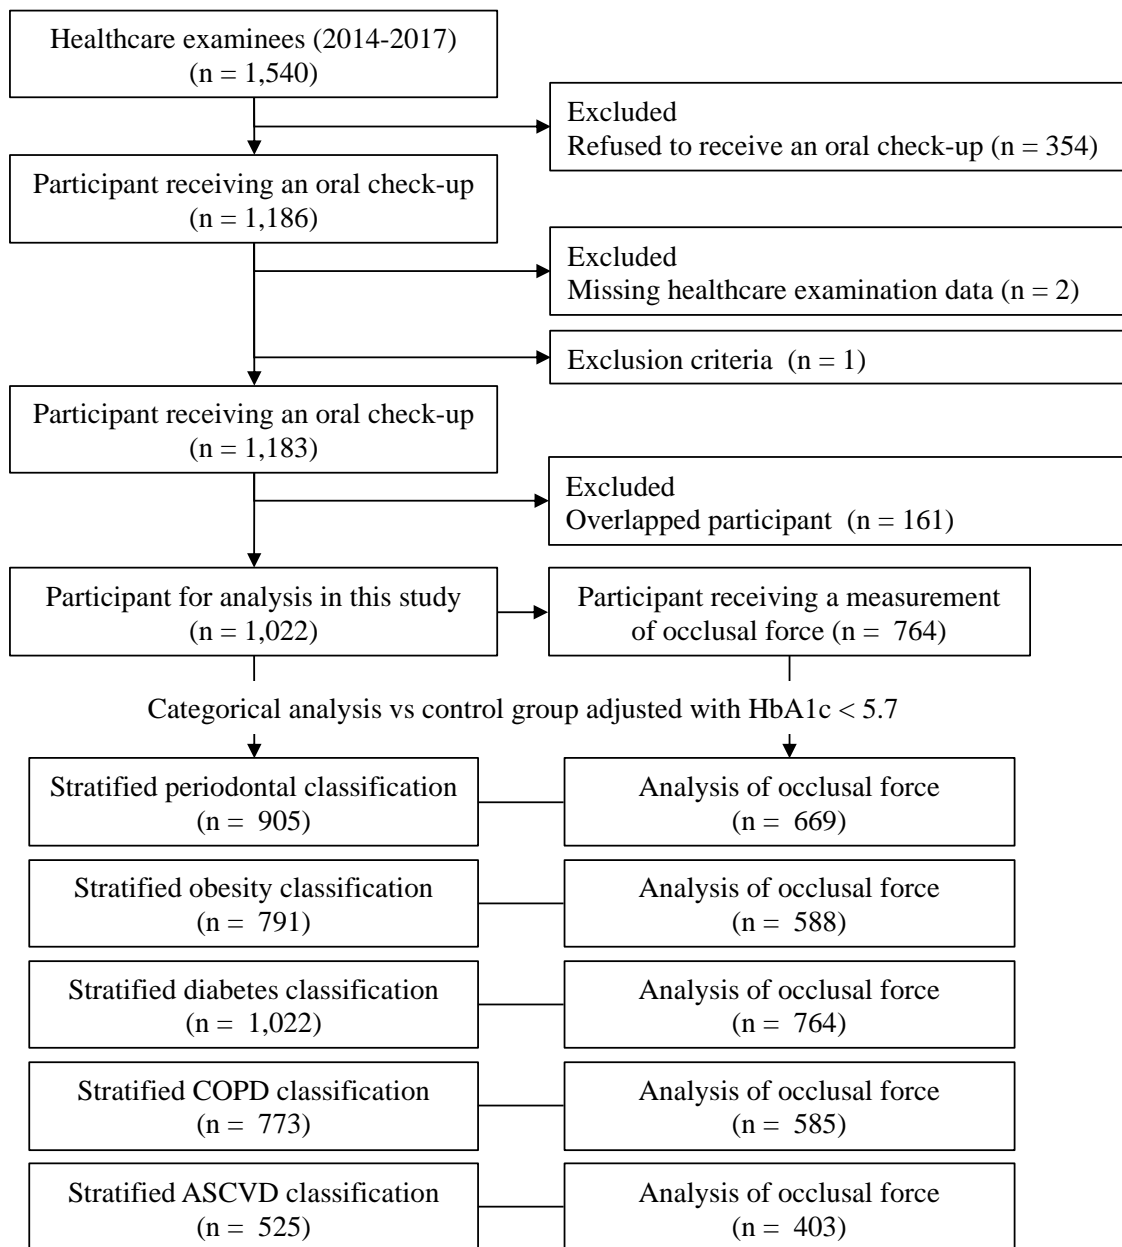 Healthcare examinees (2014-2017)
(n = 1,540)
Excluded
Refused to receive an oral check-up (n = 354)
Participant receiving an oral check-up
(n = 1,186)
Excluded
Missing healthcare examination data (n = 2)
Exclusion criteria (n = 1)
Participant receiving an oral check-up
(n = 1,183)
Excluded
Overlapped participant (n = 161)
Participant for analysis in this study
(n = 1,022)
Participant receiving a measurement
of occlusal force (n = 764)
Categorical analysis vs control group adjusted with HbA1c < 5.7
Stratified periodontal classification
(n = 905)
Analysis of occlusal force
(n = 669)
Stratified obesity classification
(n = 791)
Analysis of occlusal force
(n = 588)
Stratified diabetes classification
(n = 1,022)
Analysis of occlusal force
(n = 764)
Stratified COPD classification
(n = 773)
Analysis of occlusal force
(n = 585)
Stratified ASCVD classification
(n = 525)
Analysis of occlusal force
(n = 403)